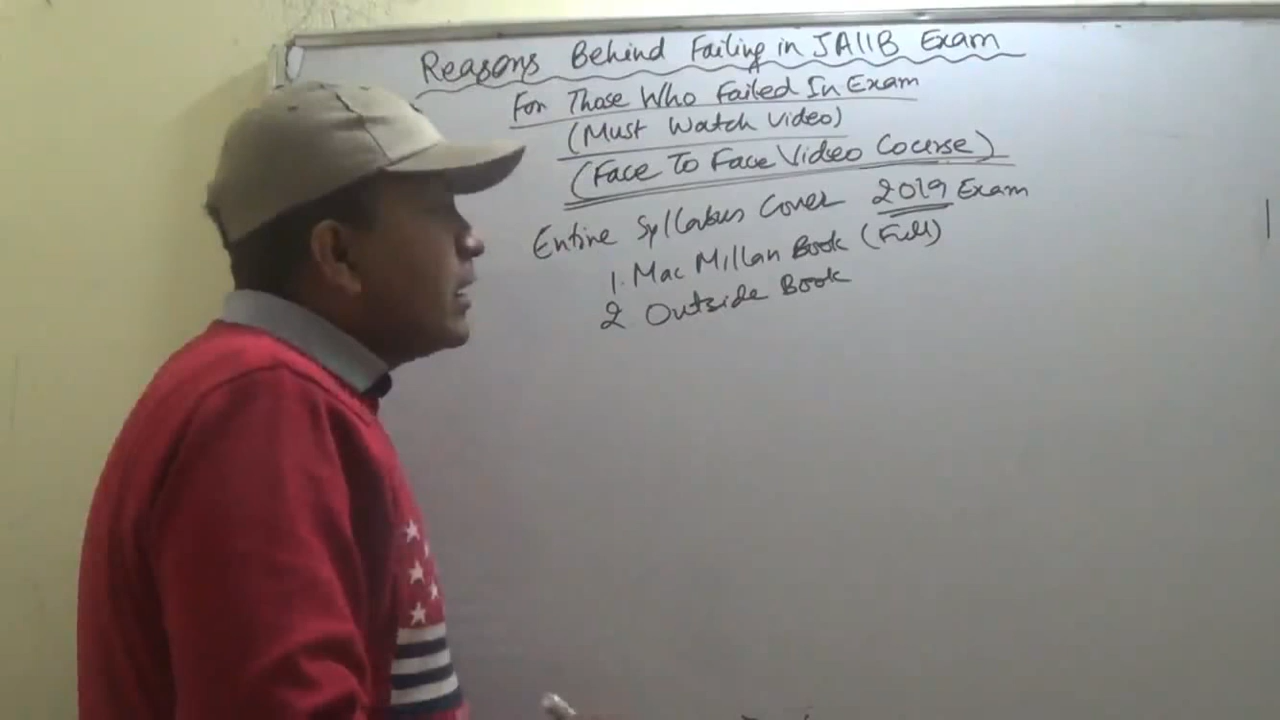 Reasons Behind Failing in JAIIB Exam
For Those Who Failed In Exam
(Must Watch Video)
(Face To Face Video Course)
Entire Syllabus Cover 2019 Exam
1. Mac Millan Book (Full)
2 Outside Book